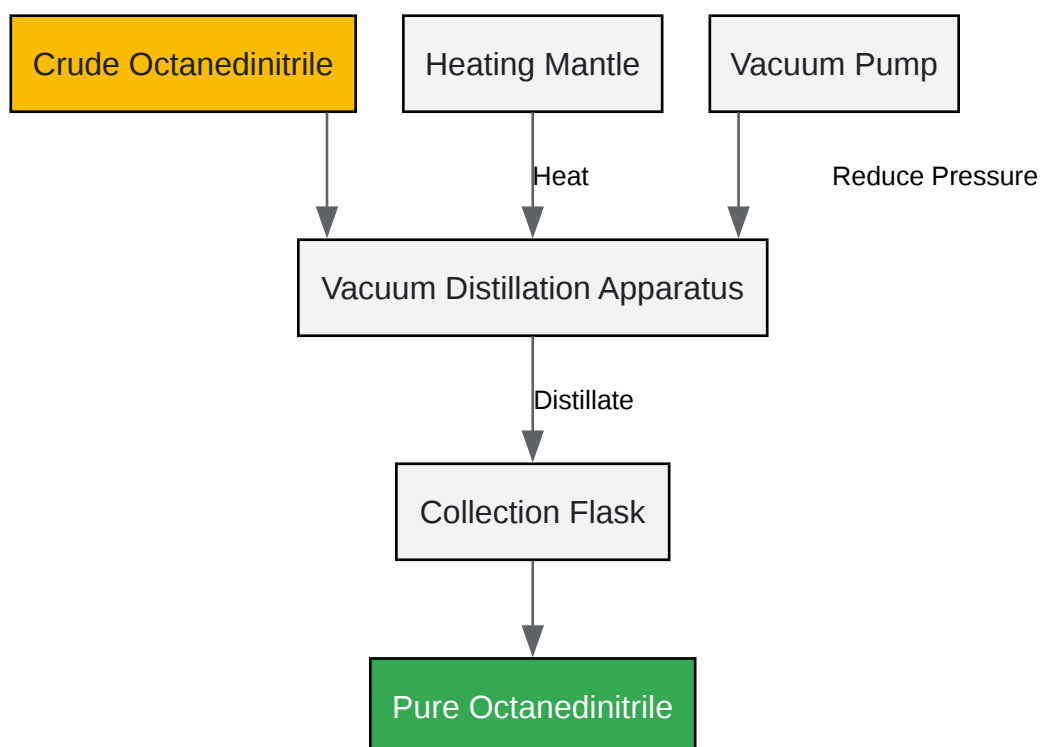 Crude Octanedinitrile
Heating Mantle
Vacuum Pump
Heat
Reduce Pressure
Vacuum Distillation Apparatus
Distillate
Collection Flask
Pure Octanedinitrile